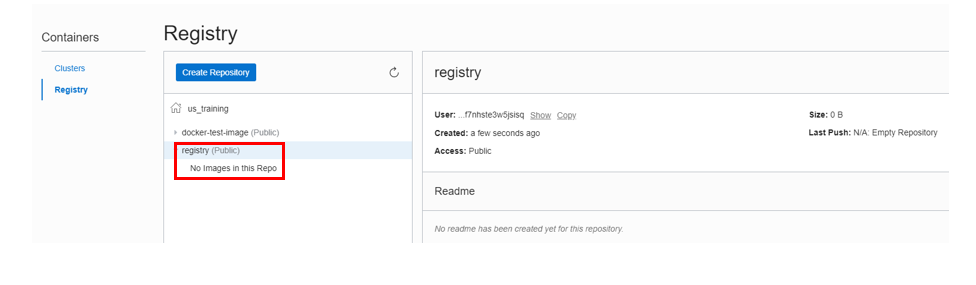 Containers
Clusters
Registry
Registry
Create Repository
us_training
docker-test-image (Public)
registry (Public)
No Images in this Repo
registry
User: ...f7nhste3w5jsisq Show Copy
Created: a few seconds ago
Access: Public
Size: 0 B
Last Push: N/A: Empty Repository
Readme
No readme has been created yet for this repository.